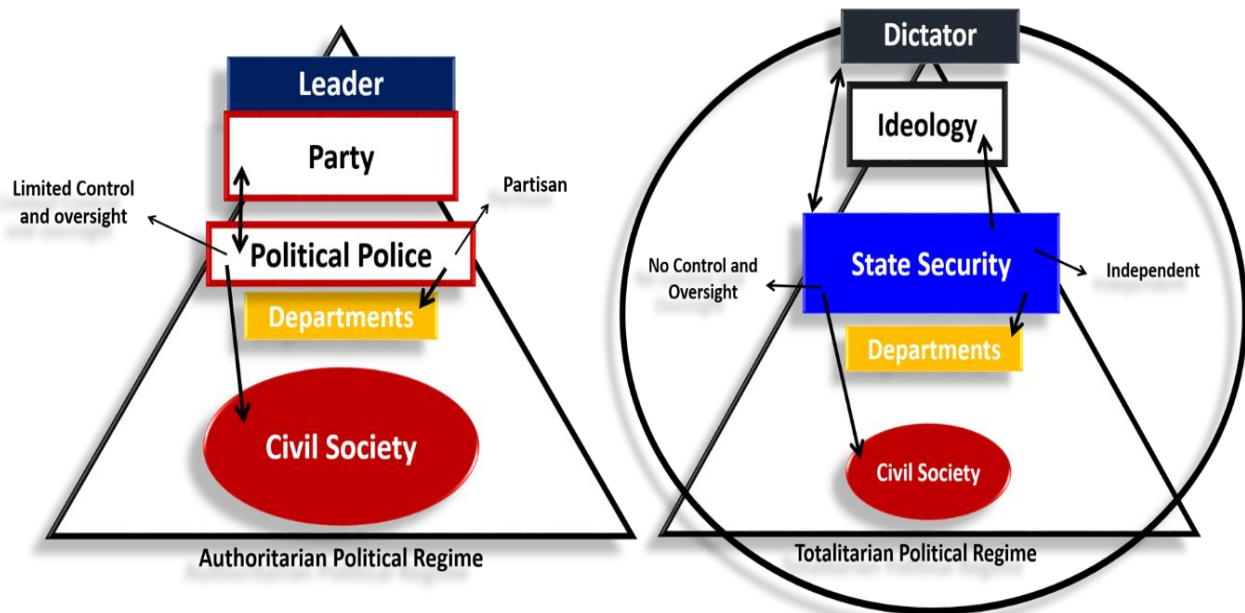 Leader
Party
Limited Control
and oversight
Partisan
Political Police
Departments
Civil Society
Authoritarian Political Regime
Dictator
Ideology
State Security
No Control and
Oversight
Independent
Departments
Civil Society
Totalitarian Political Regime